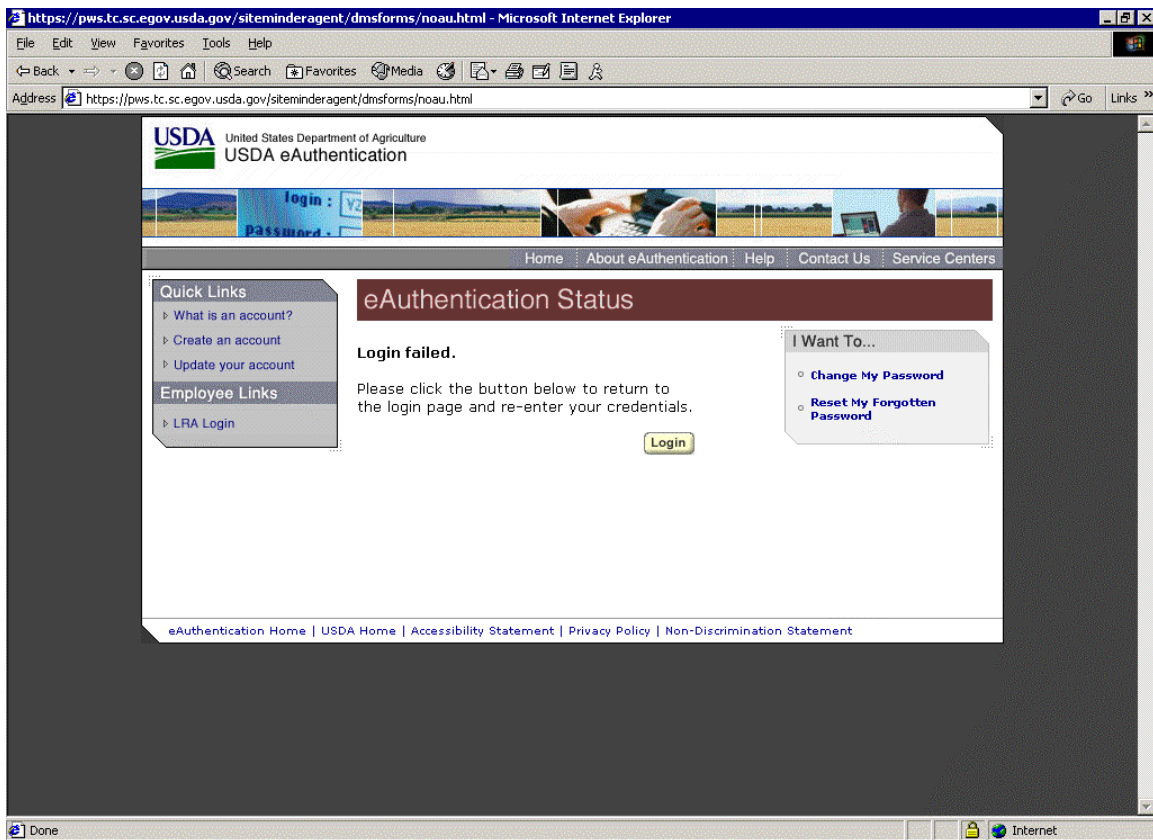 https://pws.tc.sc.egov.usda.gov/siteminderagent/dmsforms/noau.html - Microsoft Internet Explorer
File Edit View Favorites Tools Help
Back Search Favorites Media
Address https://pws.tc.sc.egov.usda.gov/siteminderagent/dmsforms/noau.html Go Links »
USDA United States Department of Agriculture
USDA eAuthentication
login :
password .
Home About eAuthentication Help Contact Us Service Centers
Quick Links
What is an account?
Create an account
Update your account
Employee Links
LRA Login
eAuthentication Status
Login failed.
Please click the button below to return to
the login page and re-enter your credentials.
Login
I Want To...
Change My Password
Reset My Forgotten
Password
eAuthentication Home | USDA Home | Accessibility Statement | Privacy Policy | Non-Discrimination Statement
Done Internet